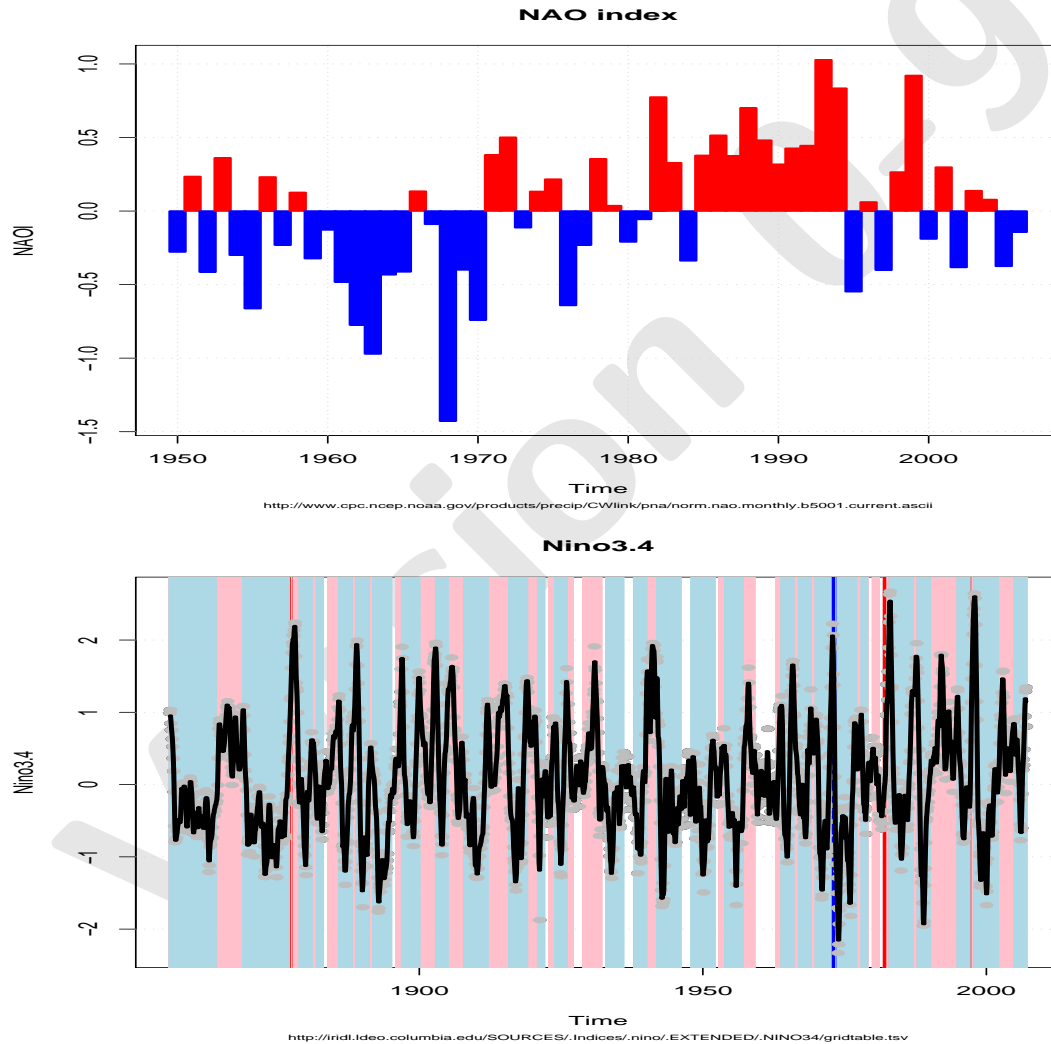 NAO index
1.0
0.5
0.0
−0.5
−1.0
−1.5
NAOI
1950 1960 1970 1980 1990 2000
Time
http://www.cpc.ncep.noaa.gov/products/precip/CWlink/pna/norm.nao.monthly.b5001.current.ascii
Nino3.4
2
1
0
−1
−2
Nino3.4
1900 1950 2000
Time
http://iridl.ldeo.columbia.edu/SOURCES/.Indices/.nino/.EXTENDED/.NINO34/gridtable.tsv